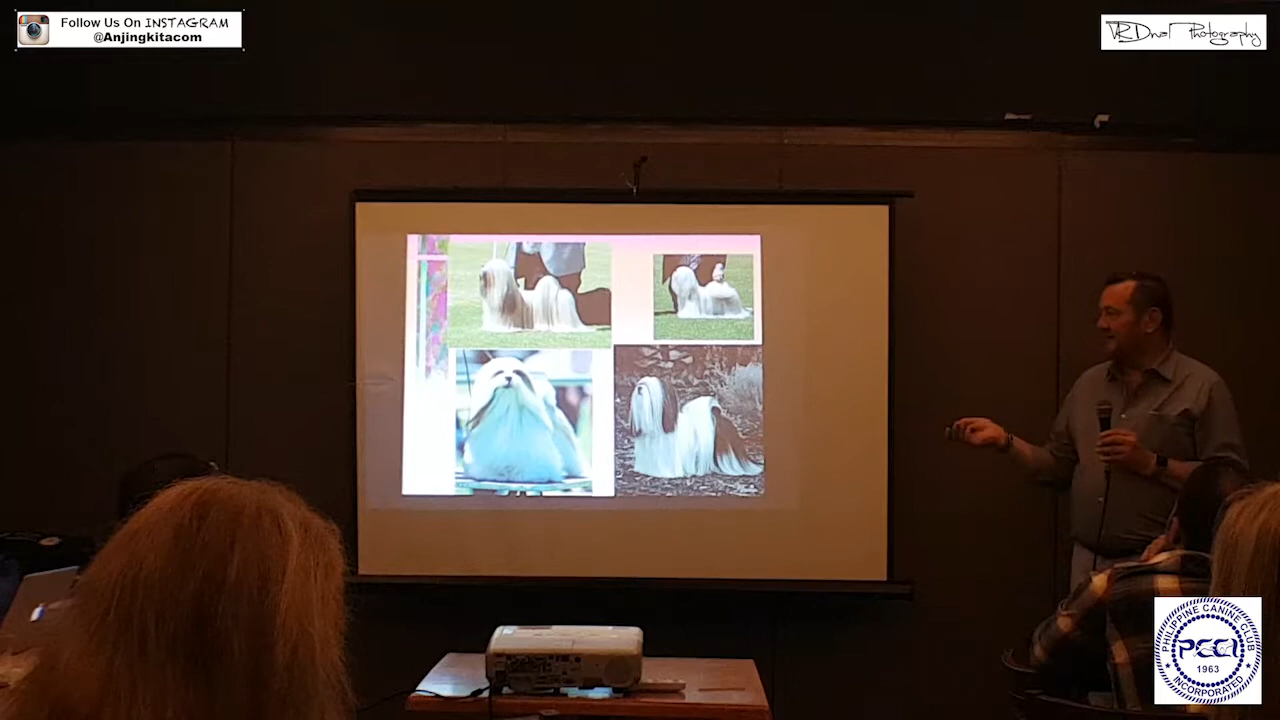 Follow Us On INSTAGRAM
@Anjingkitacom
VRDnal Photography
PHILIPPINE CANINE CLUB
PCCI
1963
INCORPORATED